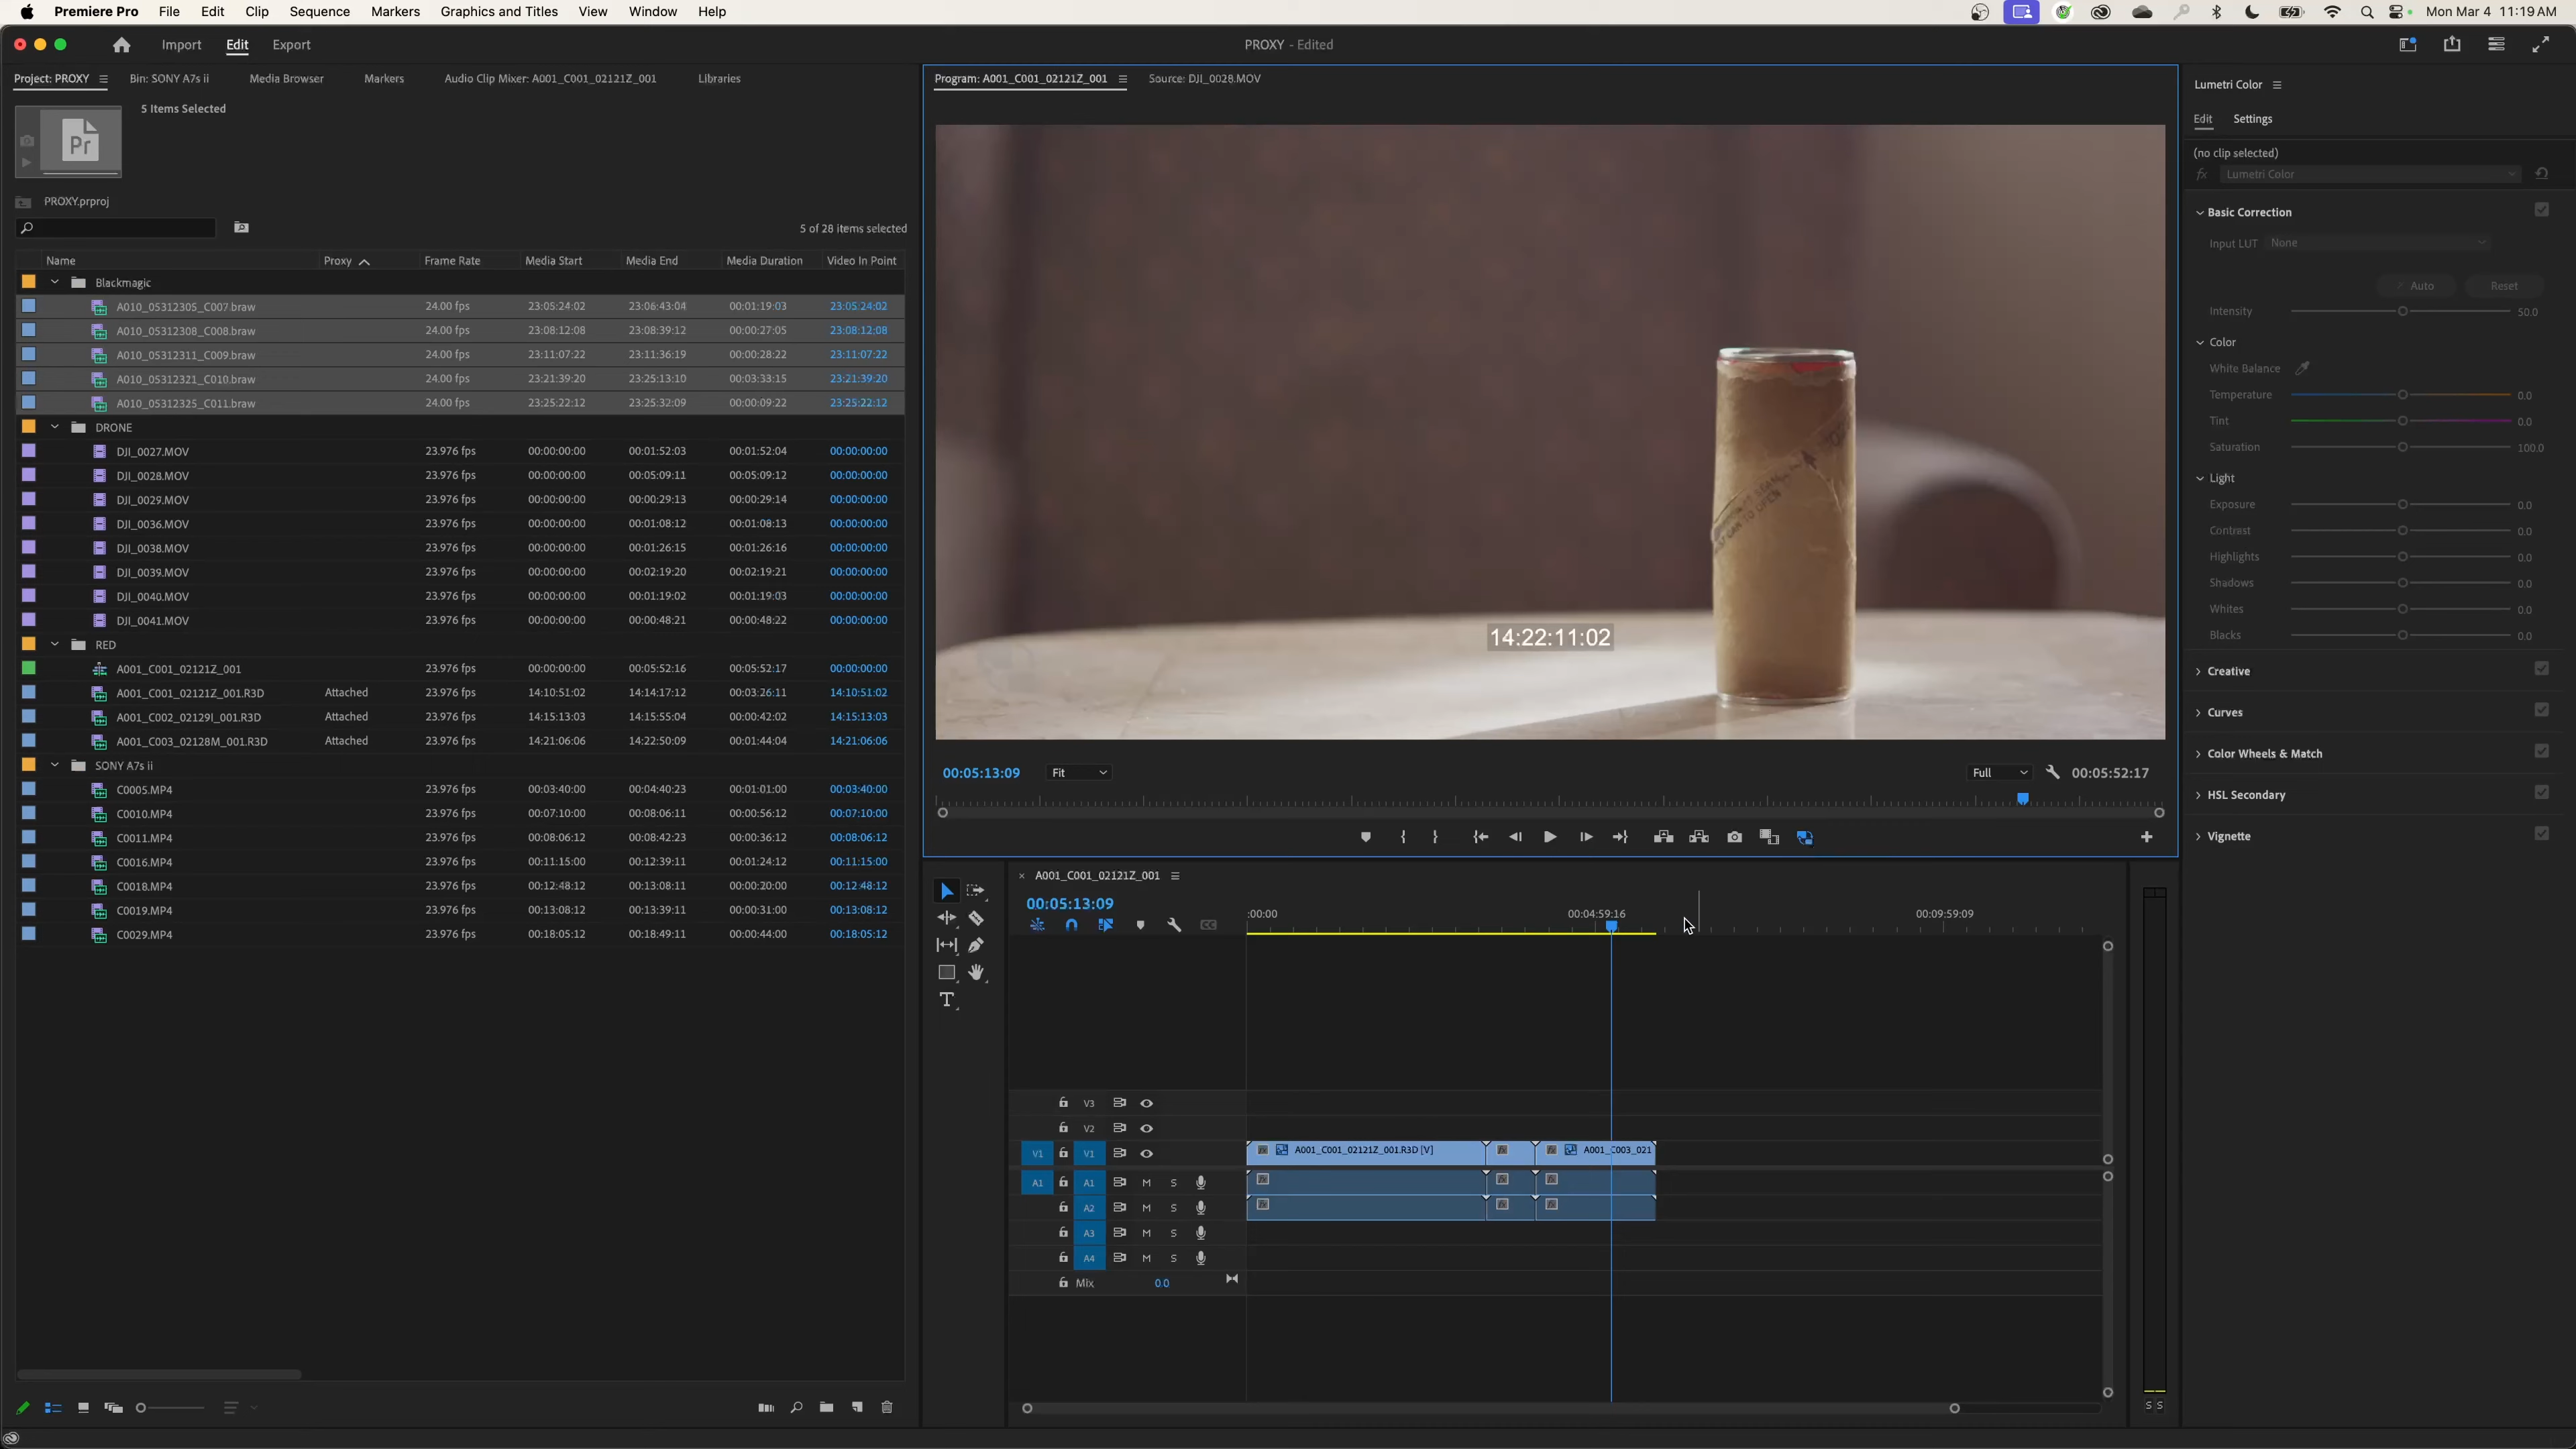 Premiere Pro File Edit Clip Sequence Markers Graphics and Titles View Window Help Mon Mar 4 11:19 AM
Import Edit Export PROXY - Edited
Project: PROXY Bin: SONY A7s ii Media Browser Markers Audio Clip Mixer: A001_C001_02121Z_001 Libraries
5 Items Selected
Pr
PROXY.prproj
5 of 28 items selected
Name Proxy Frame Rate Media Start Media End Media Duration Video In Point
Blackmagic
A010_05312305_C007.braw 24.00 fps 23:05:24:02 23:06:43:04 00:01:19:03 23:05:24:02
A010_05312308_C008.braw 24.00 fps 23:08:12:08 23:08:39:12 00:00:27:05 23:08:12:08
A010_05312311_C009.braw 24.00 fps 23:11:07:22 23:11:36:19 00:00:28:22 23:11:07:22
A010_05312321_C010.braw 24.00 fps 23:21:39:20 23:25:13:10 00:03:33:15 23:21:39:20
A010_05312325_C011.braw 24.00 fps 23:25:22:12 23:25:32:09 00:00:09:22 23:25:22:12
DRONE
DJI_0027.MOV 23.976 fps 00:00:00:00 00:01:52:03 00:01:52:04 00:00:00:00
DJI_0028.MOV 23.976 fps 00:00:00:00 00:05:09:11 00:05:09:12 00:00:00:00
DJI_0029.MOV 23.976 fps 00:00:00:00 00:00:29:13 00:00:29:14 00:00:00:00
DJI_0036.MOV 23.976 fps 00:00:00:00 00:01:08:12 00:01:08:13 00:00:00:00
DJI_0038.MOV 23.976 fps 00:00:00:00 00:01:26:15 00:01:26:16 00:00:00:00
DJI_0039.MOV 23.976 fps 00:00:00:00 00:02:19:20 00:02:19:21 00:00:00:00
DJI_0040.MOV 23.976 fps 00:00:00:00 00:01:19:02 00:01:19:03 00:00:00:00
DJI_0041.MOV 23.976 fps 00:00:00:00 00:00:48:21 00:00:48:22 00:00:00:00
RED
A001_C001_02121Z_001 23.976 fps 00:00:00:00 00:05:52:16 00:05:52:17 00:00:00:00
A001_C001_02121Z_001.R3D Attached 23.976 fps 14:10:51:02 14:14:17:12 00:03:26:11 14:10:51:02
A001_C002_02129I_001.R3D Attached 23.976 fps 14:15:13:03 14:15:55:04 00:00:42:02 14:15:13:03
A001_C003_02128M_001.R3D Attached 23.976 fps 14:21:06:06 14:22:50:09 00:01:44:04 14:21:06:06
SONY A7s ii
C0005.MP4 23.976 fps 00:03:40:00 00:04:40:23 00:01:01:00 00:03:40:00
C0010.MP4 23.976 fps 00:07:10:00 00:08:06:11 00:00:56:12 00:07:10:00
C0011.MP4 23.976 fps 00:08:06:12 00:08:42:23 00:00:36:12 00:08:06:12
C0016.MP4 23.976 fps 00:11:15:00 00:12:39:11 00:01:24:12 00:11:15:00
C0018.MP4 23.976 fps 00:12:48:12 00:13:08:11 00:00:20:00 00:12:48:12
C0019.MP4 23.976 fps 00:13:08:12 00:13:39:11 00:00:31:00 00:13:08:12
C0029.MP4 23.976 fps 00:18:05:12 00:18:49:11 00:00:44:00 00:18:05:12
Program: A001_C001_02121Z_001 Source: DJI_0028.MOV
14:22:11:02
00:05:13:09 Fit Full 00:05:52:17
A001_C001_02121Z_001
00:05:13:09
:00:00 00:04:59:16 00:09:59:09
CC
T
V3
V2
V1 V1 fx A001_C001_02121Z_001.R3D [V] fx fx A001_C003_021
A1 A1 M S fx fx fx
A2 M S fx fx fx
A3 M S
A4 M S
Mix 0.0
S S
Lumetri Color
Edit Settings
(no clip selected)
fx Lumetri Color
Basic Correction
Input LUT None
Auto Reset
Intensity 50.0
Color
White Balance
Temperature 0.0
Tint 0.0
Saturation 100.0
Light
Exposure 0.0
Contrast 0.0
Highlights 0.0
Shadows 0.0
Whites 0.0
Blacks 0.0
Creative
Curves
Color Wheels & Match
HSL Secondary
Vignette